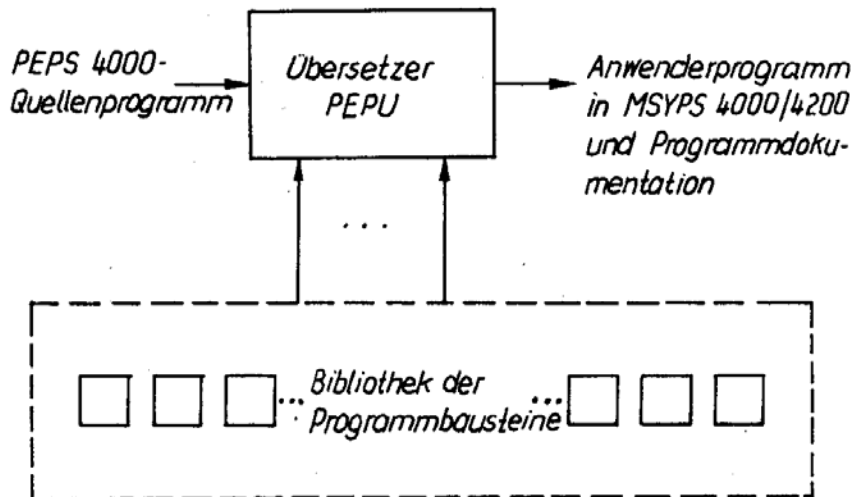 PEPS 4000-
Quellenprogramm
Übersetzer
PEPU
Anwenderprogramm
in MSYPS 4000/4200
und Programmdoku-
mentation
...
... Bibliothek der ...
Programmbausteine